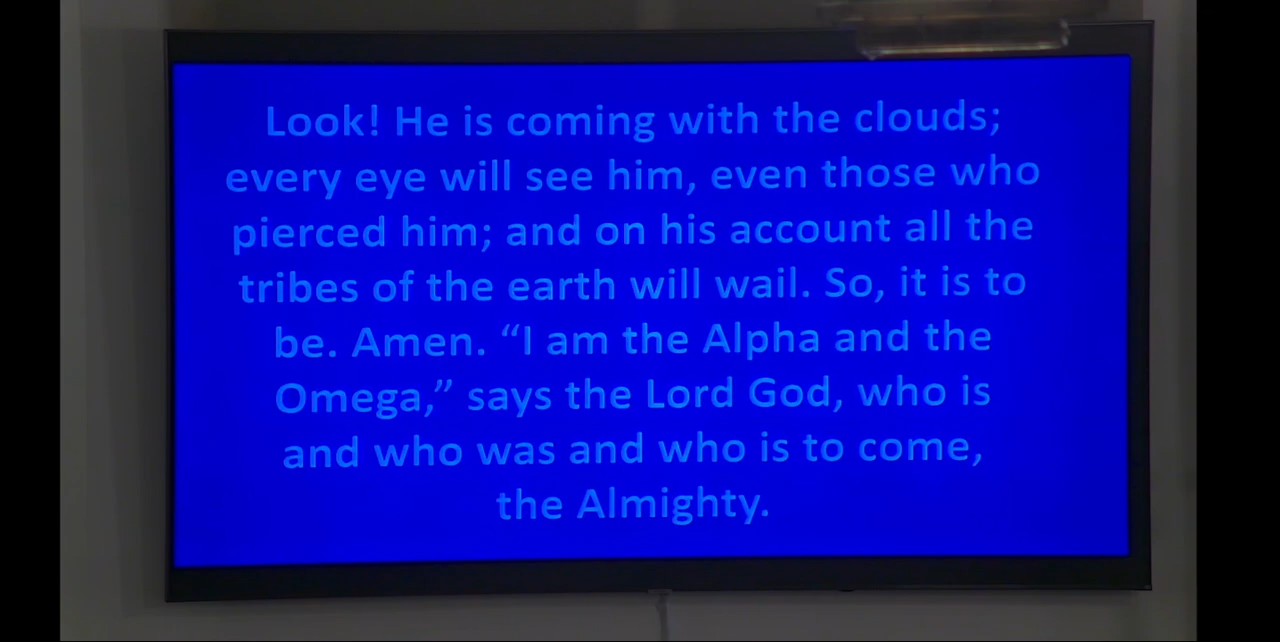 Look! He is coming with the clouds;
every eye will see him, even those who
pierced him; and on his account all the
tribes of the earth will wail. So, it is to
be. Amen. “I am the Alpha and the
Omega,” says the Lord God, who is
and who was and who is to come,
the Almighty.